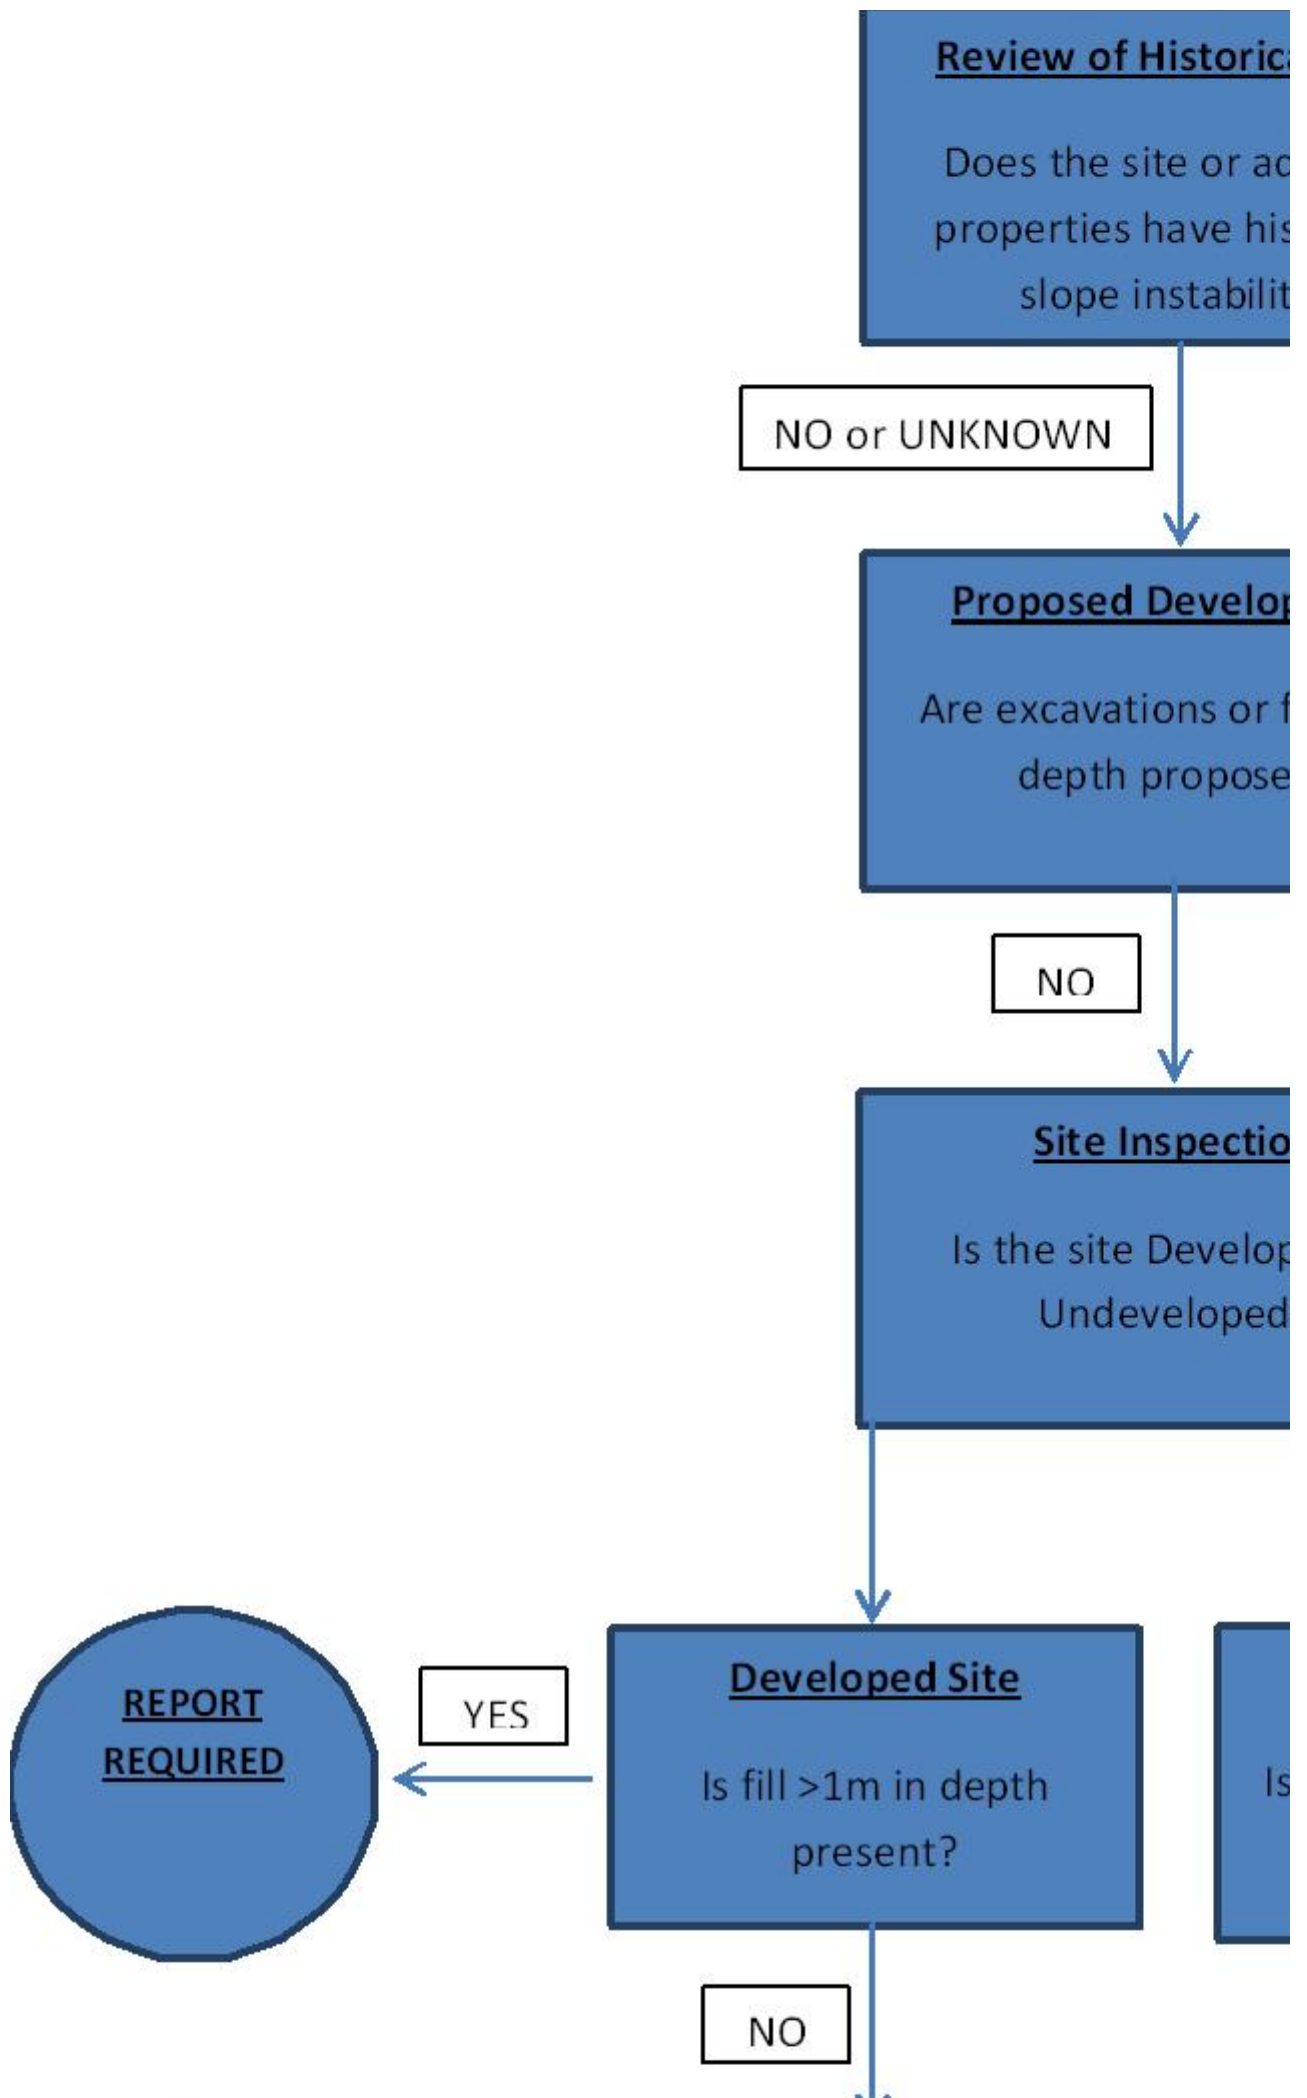 Review of Historica
Does the site or ad
properties have his
slope instabilit
NO or UNKNOWN
Proposed Develop
Are excavations or f
depth propose
NO
Site Inspectio
Is the site Develop
Undeveloped
REPORT
REQUIRED
YES
Developed Site
Is fill >1m in depth
present?
Is
NO